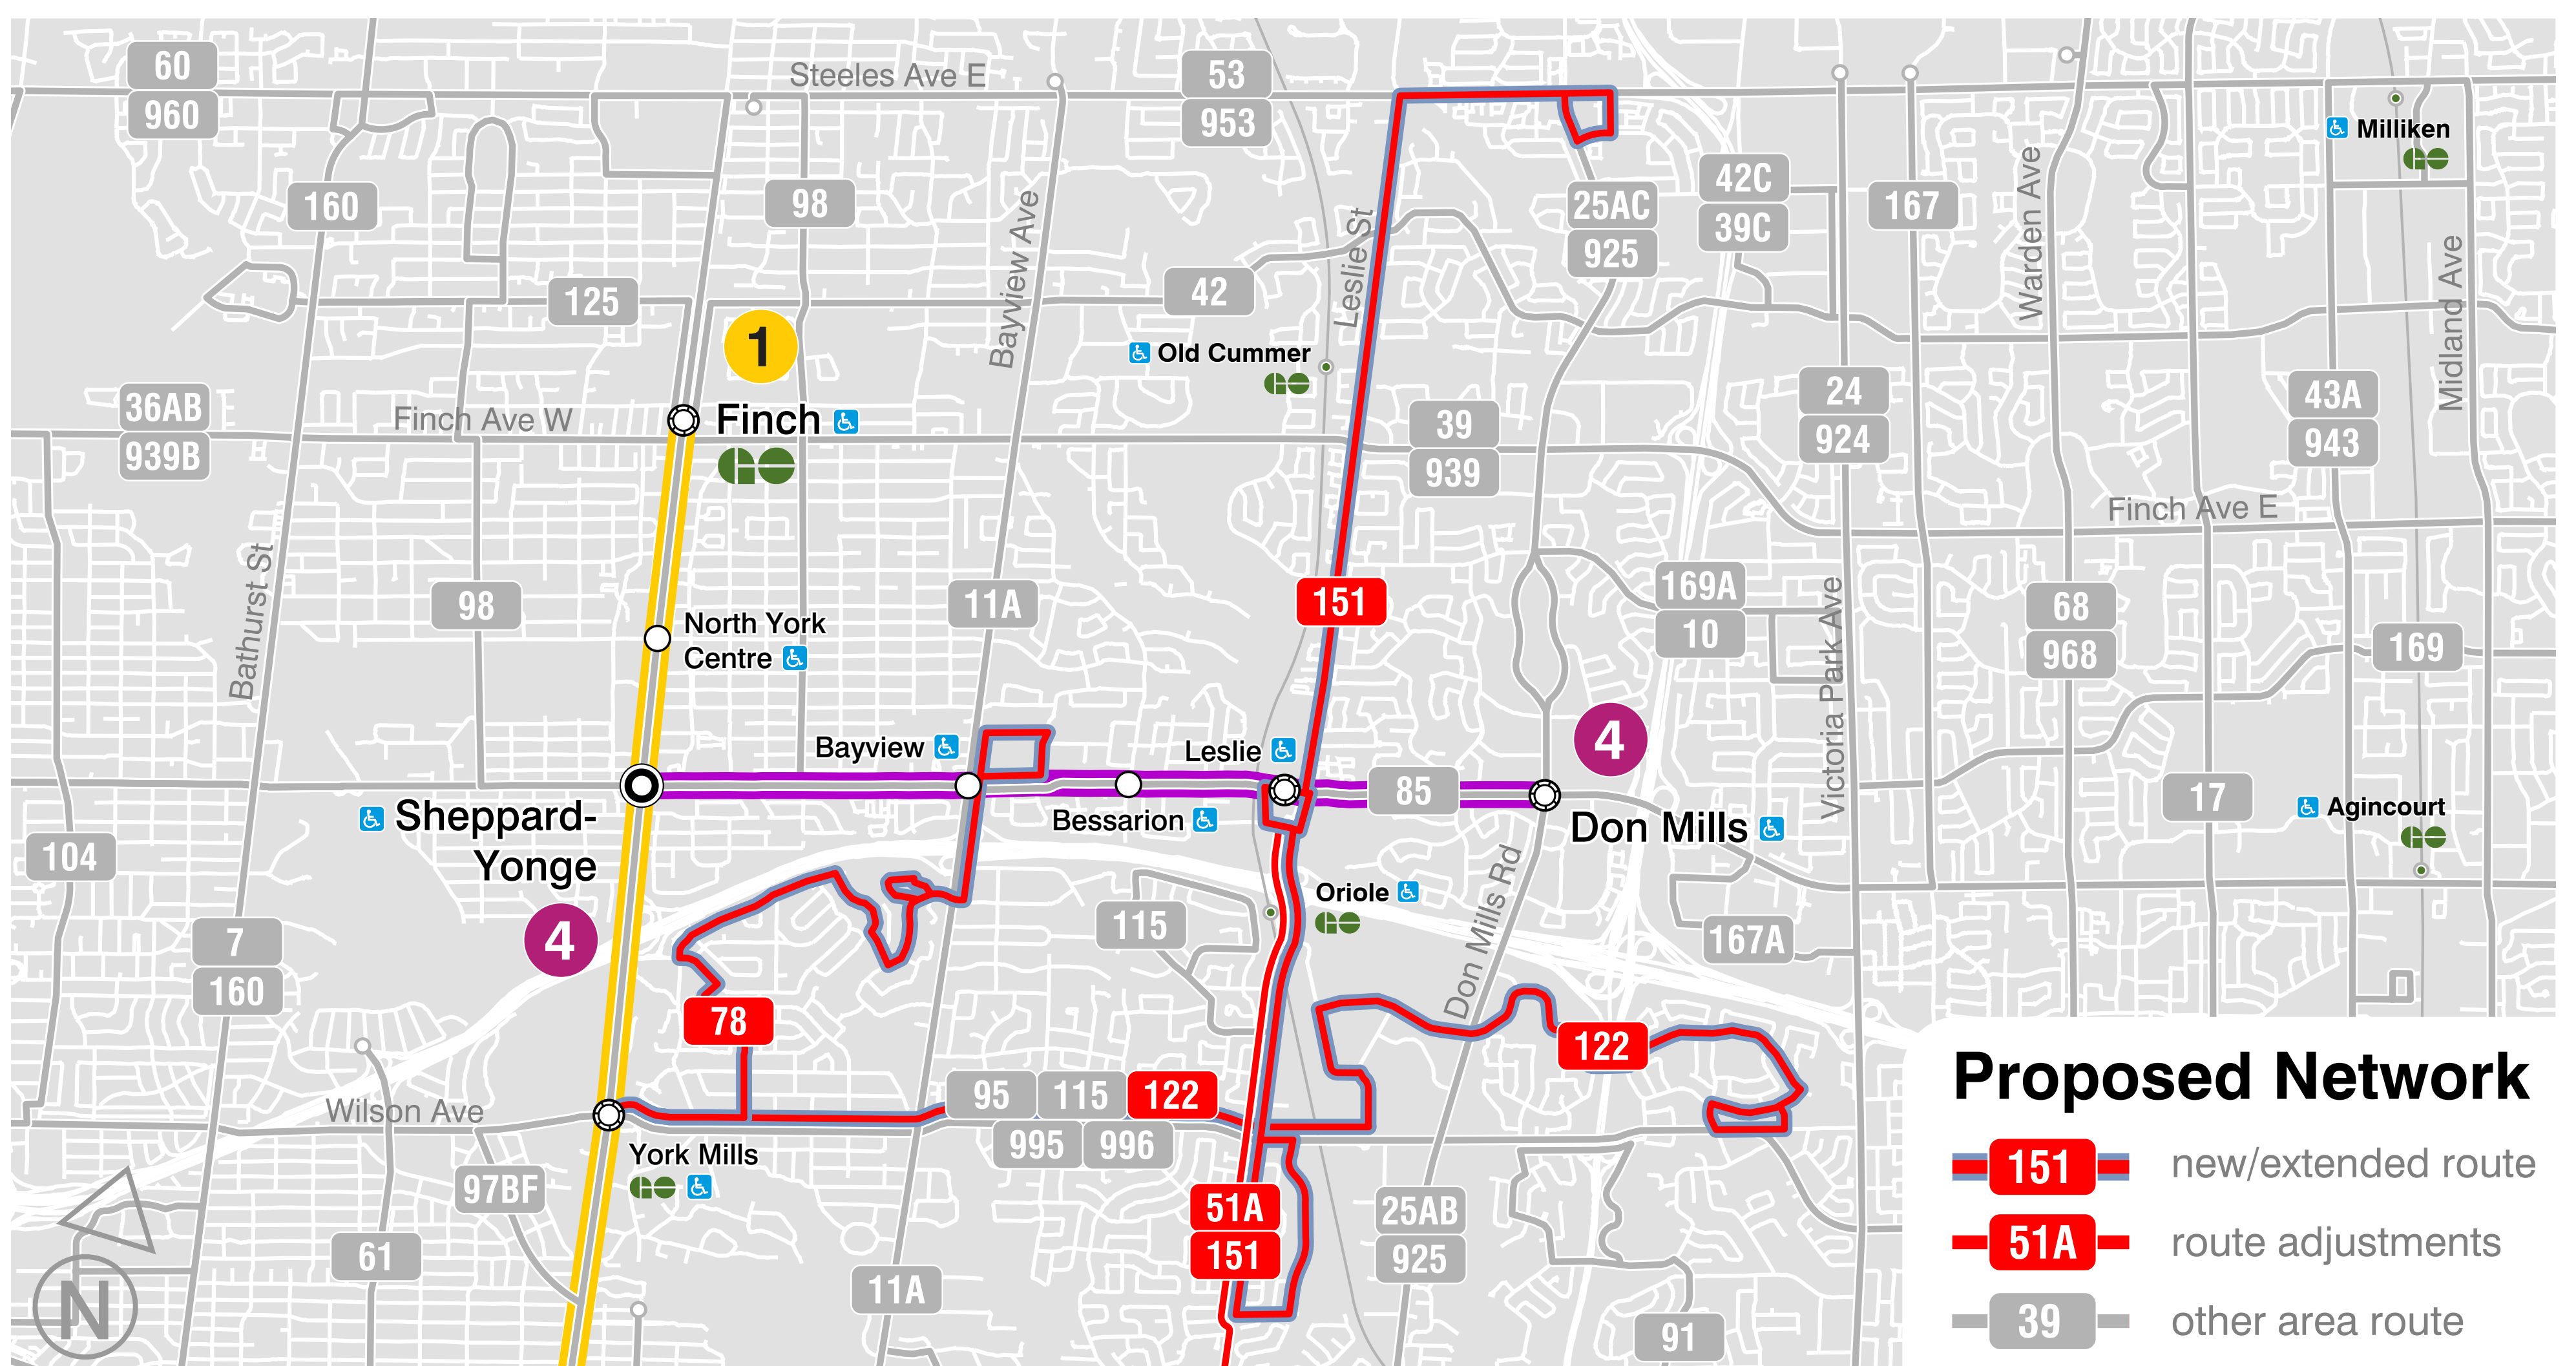 Steeles Ave E
60
960
53
953
Milliken
160
98
Bayview Ave
Leslie St
25AC
925
42C
39C
167
Warden Ave
Midland Ave
125
42
1
Old Cummer
36AB
939B
Finch Ave W
Finch
39
939
24
924
43A
943
Finch Ave E
Bathurst St
98
North York
Centre
11A
151
169A
10
Victoria Park Ave
68
968
169
Bayview
Leslie
4
Sheppard-
Yonge
Bessarion
85
Don Mills
17
Agincourt
104
4
7
160
115
Oriole
Don Mills Rd
167A
78
122
Wilson Ave
95
115
122
995
996
York Mills
97BF
61
11A
51A
151
25AB
925
91
N
Proposed Network
151
new/extended route
51A
route adjustments
39
other area route